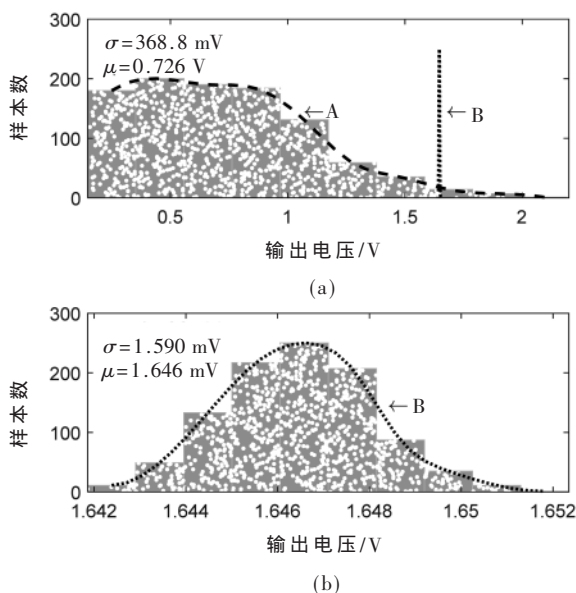 300
200
100
0
样本数
σ=368.8 mV
μ=0.726 V
←A
←B
0.5 1 1.5 2
输出电压/V
(a)
300
200
100
0
样本数
σ=1.590 mV
μ=1.646 mV
←B
1.642 1.644 1.646 1.648 1.65 1.652
输出电压/V
(b)